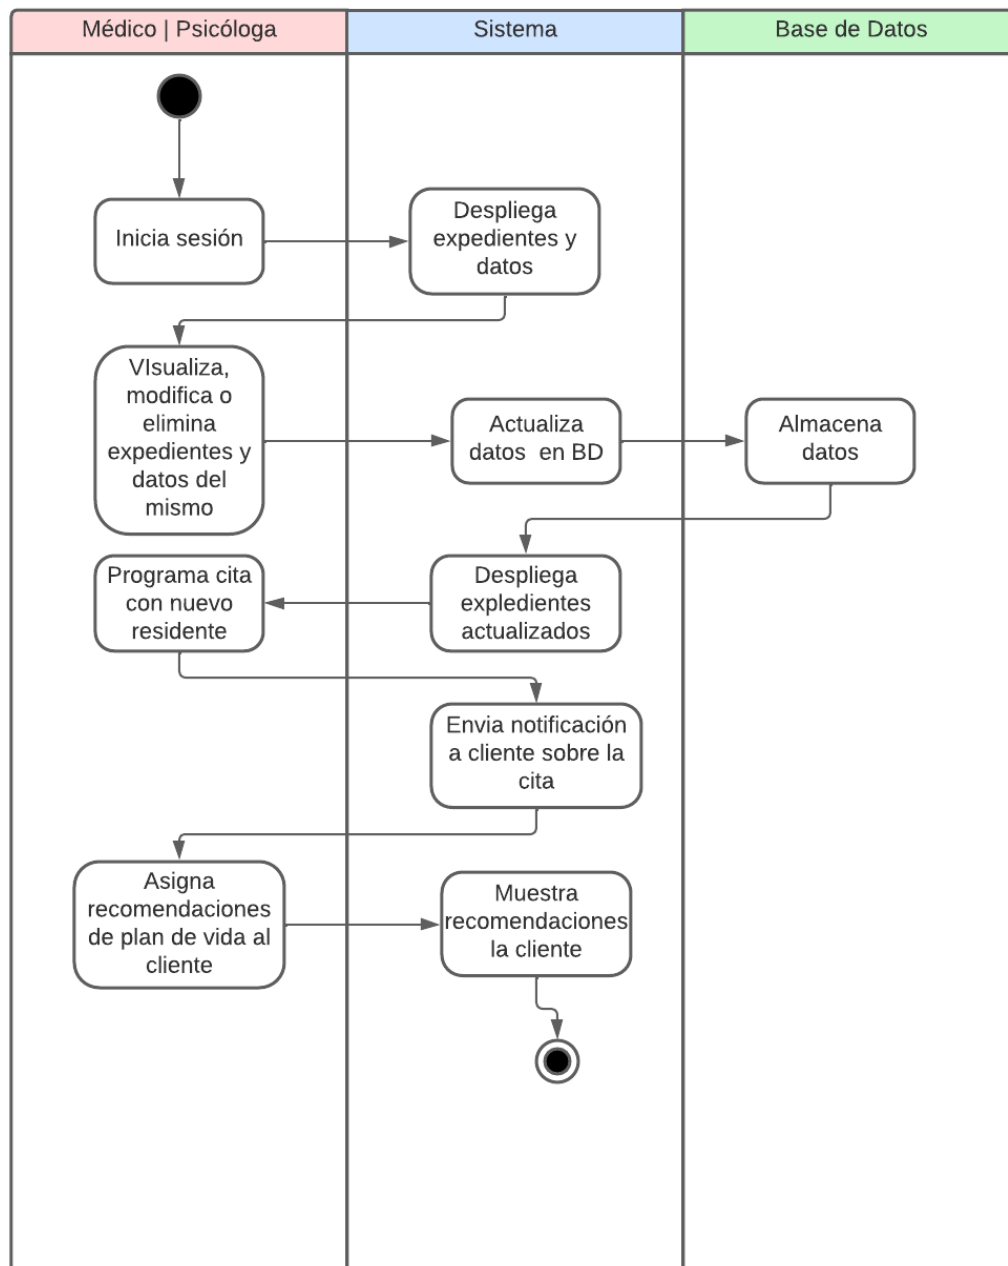 Médico | Psicóloga
Sistema
Base de Datos
Inicia sesión
Despliega
expedientes y
datos
VIsualiza,
modifica o
elimina
expedientes y
datos del
mismo
Actualiza
datos  en BD
Almacena
datos
Programa cita
con nuevo
residente
Despliega
expledientes
actualizados
Envia notificación
a cliente sobre la
cita
Asigna
recomendaciones
de plan de vida al
cliente
Muestra
recomendaciones
la cliente